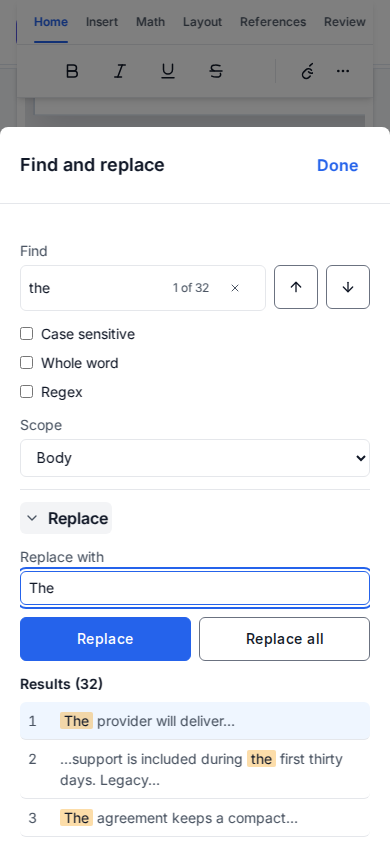 Home Insert Math Layout References Review
B I U S
Find and replace
Done
Find
the
1 of 32
Case sensitive
Whole word
Regex
Scope
Body
Replace
Replace with
The
Replace
Replace all
Results (32)
1 The provider will deliver...
2 ...support is included during the first thirty
days. Legacy...
3 The agreement keeps a compact...